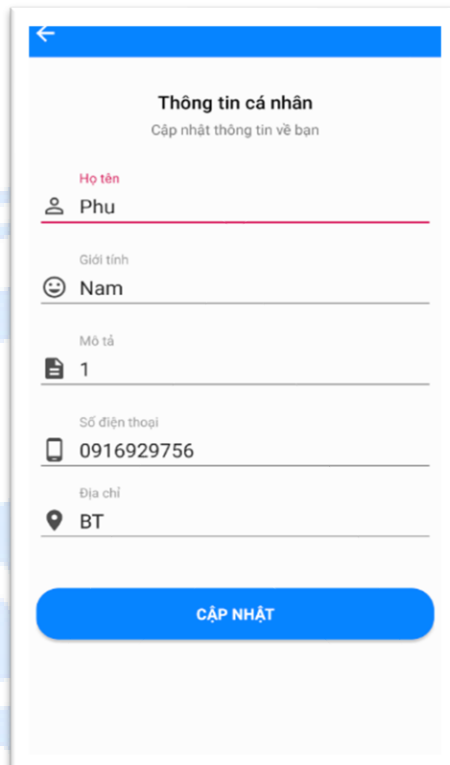 Thông tin cá nhân
Cập nhật thông tin về bạn
Họ tên
Phu
Giới tính
Nam
Mô tả
1
Số điện thoại
0916929756
Địa chỉ
BT
CẬP NHẬT